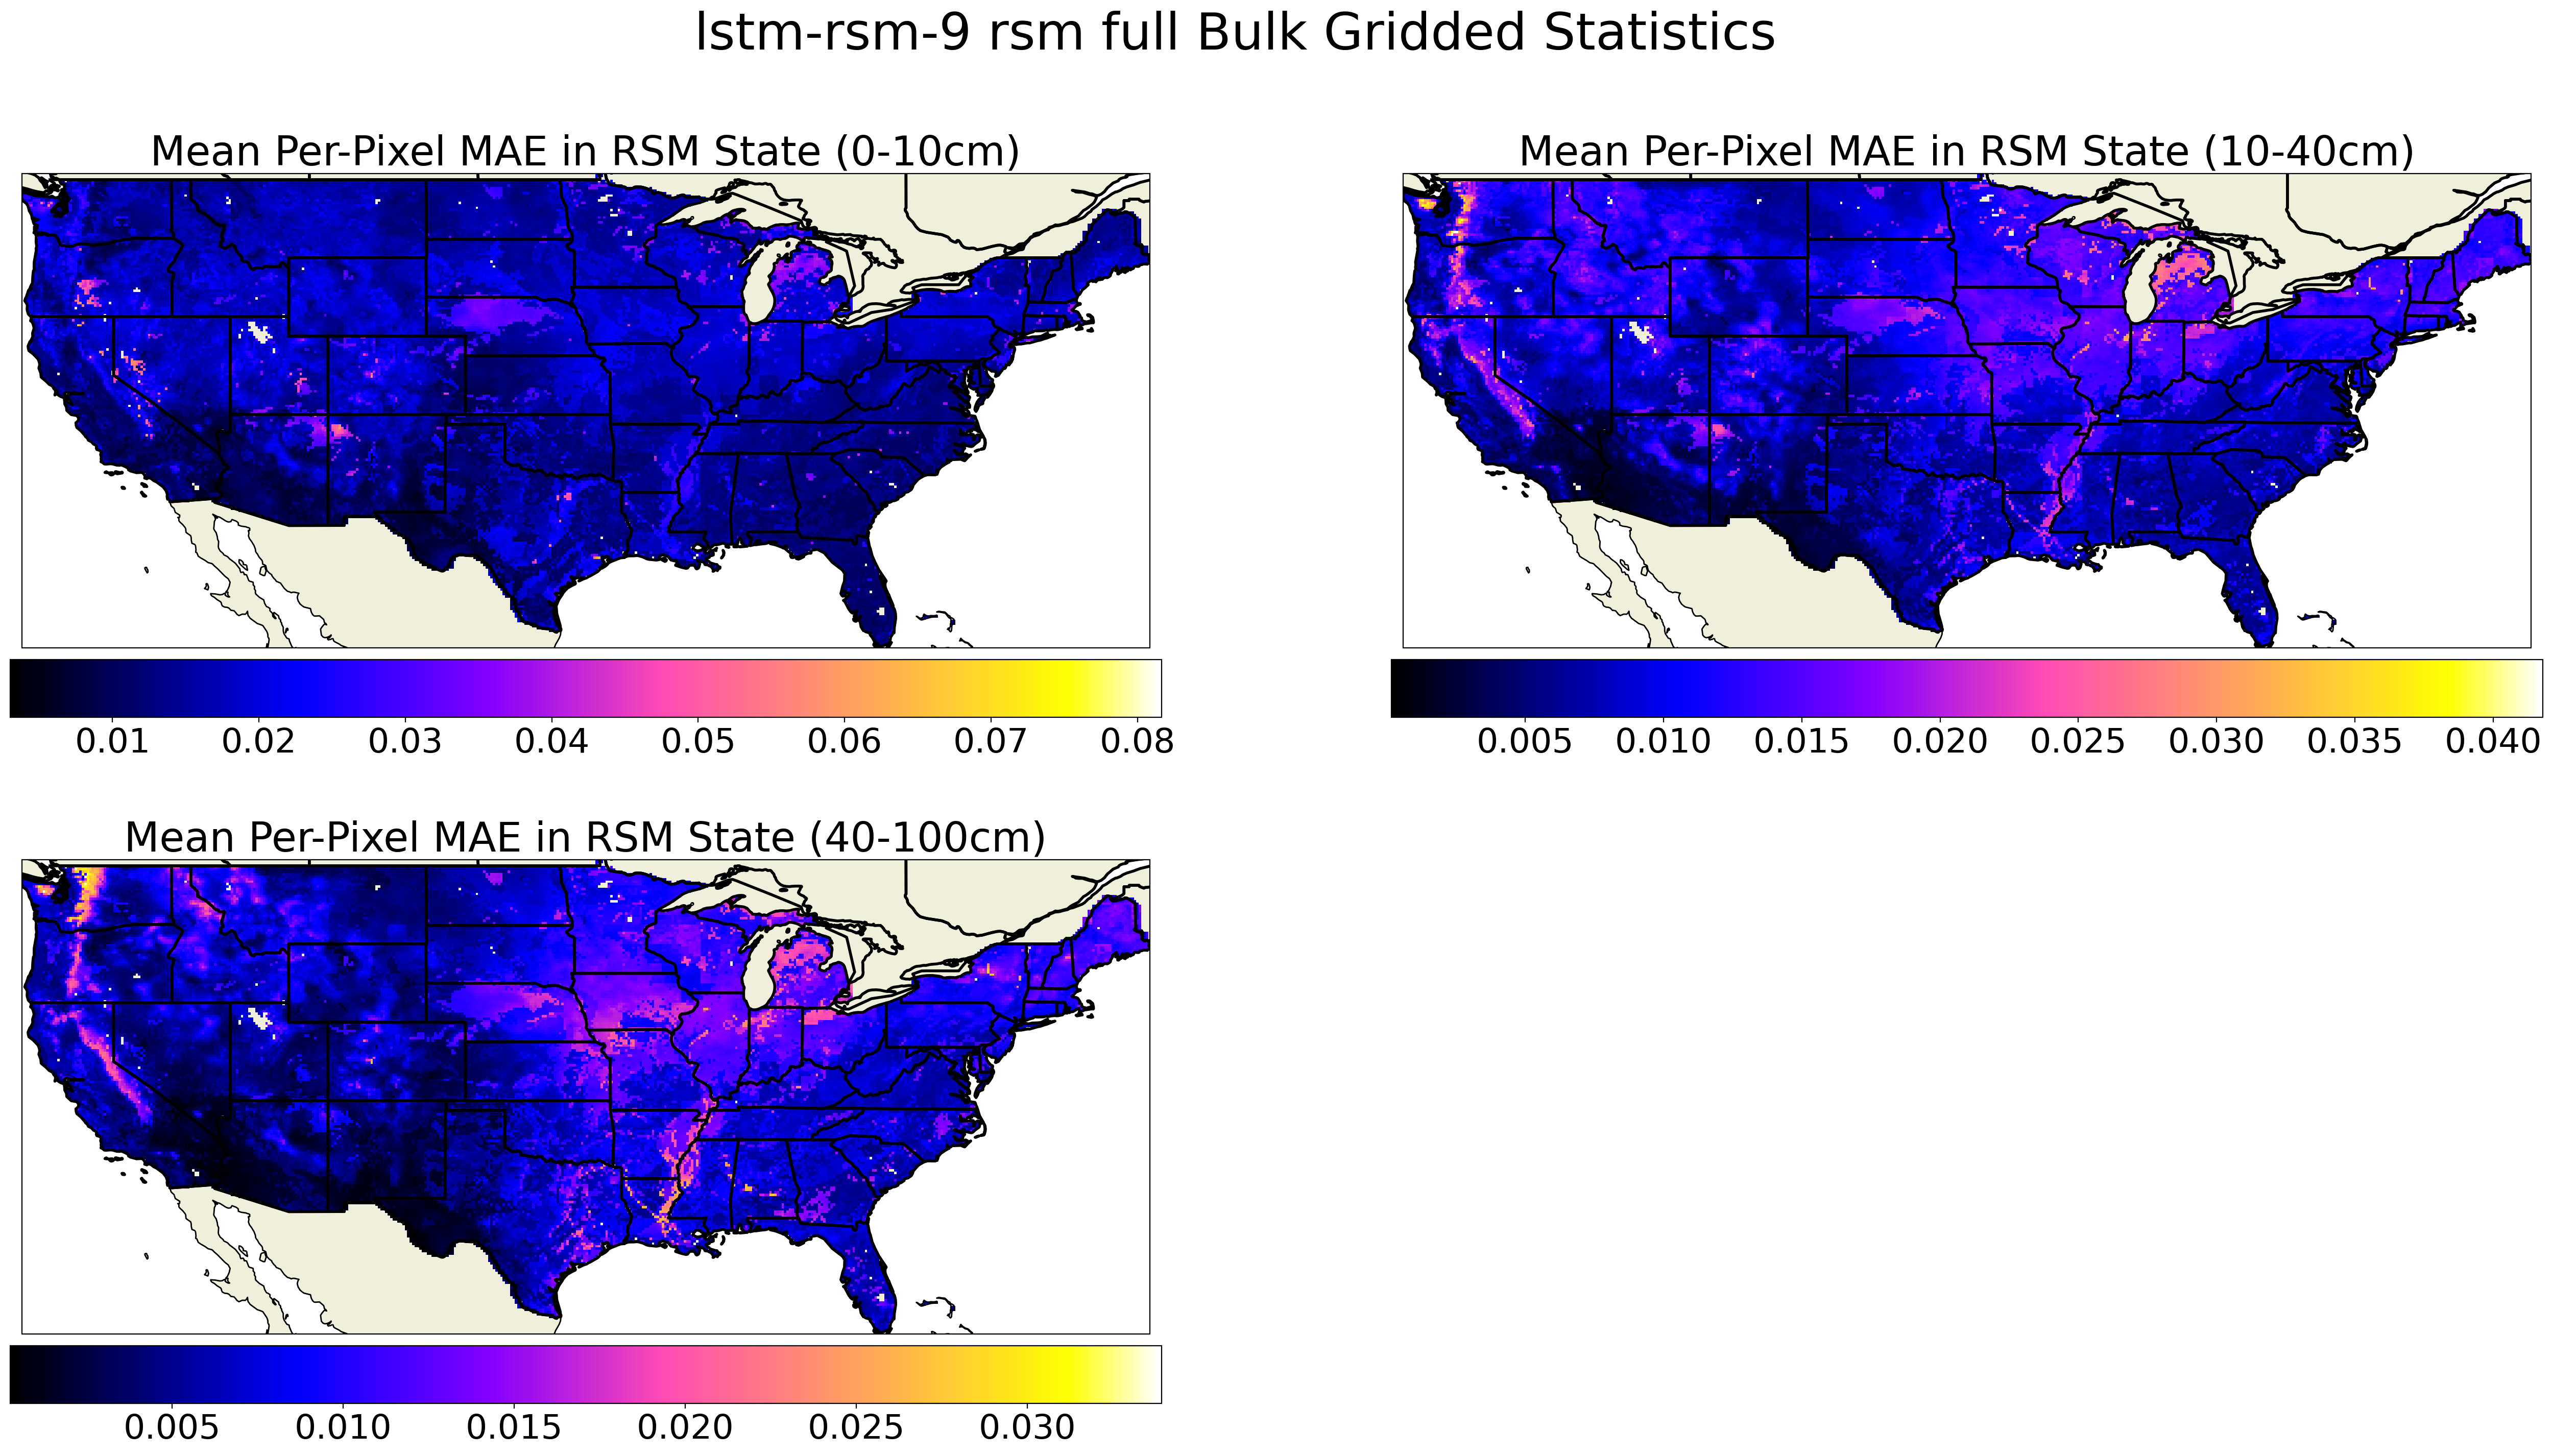 lstm-rsm-9 rsm full Bulk Gridded Statistics
Mean Per-Pixel MAE in RSM State (0-10cm)
0.01 0.02 0.03 0.04 0.05 0.06 0.07 0.08
Mean Per-Pixel MAE in RSM State (10-40cm)
0.005 0.010 0.015 0.020 0.025 0.030 0.035 0.040
Mean Per-Pixel MAE in RSM State (40-100cm)
0.005 0.010 0.015 0.020 0.025 0.030